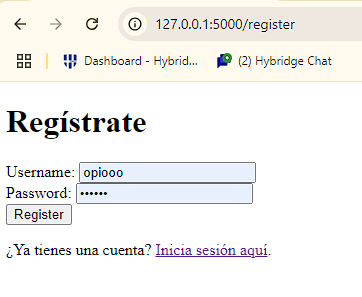 127.0.0.1:5000/register
Dashboard - Hybrid... (2) Hybridge Chat
Regístrate
Username: opiooo
Password: ••••••
Register
¿Ya tienes una cuenta? Inicia sesión aquí.